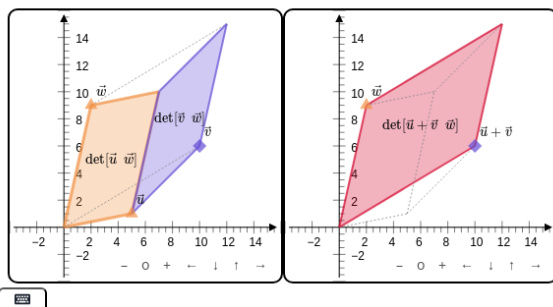 14
12
10
8
6
4
2
−2
−2 2 4 6 8 10 12 14
w⃗
det[v⃗ w⃗]
v⃗
det[u⃗ w⃗]
u⃗
− o + ← ↓ ↑ →
14
12
10
8
6
4
2
−2
−2 2 4 6 8 10 12 14
w⃗
det[u⃗ + v⃗ w⃗]
u⃗ + v⃗
− o + ← ↓ ↑ →